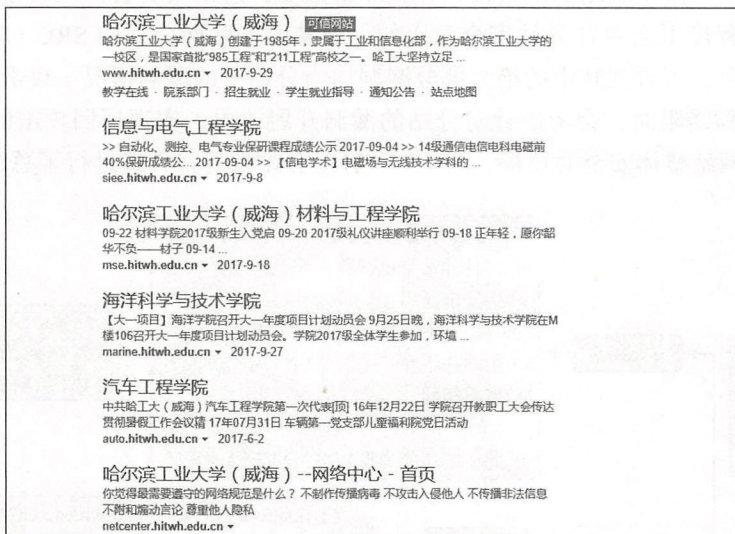 哈尔滨工业大学（威海） 可信网站
哈尔滨工业大学（威海）创建于1985年，隶属于工业和信息化部，作为哈尔滨工业大学的
一校区，是国家首批“985工程”和“211工程”高校之一。哈工大坚持立足 ...
www.hitwh.edu.cn 2017-9-29
教学在线 · 院系部门 · 招生就业 · 学生就业指导 · 通知公告 · 站点地图
信息与电气工程学院
>> 自动化、测控、电气专业保研课程成绩公示 2017-09-04 >> 14级通信电信电科电磁前
40%保研成绩公... 2017-09-04 >> 【信电学术】电磁场与无线技术学科的 ...
siee.hitwh.edu.cn 2017-9-8
哈尔滨工业大学（威海）材料与工程学院
09-22 材料学院2017级新生入党启 09-20 2017级礼仪讲座顺利举行 09-18 正年轻，愿你韶
华不负——材子 09-14 ...
mse.hitwh.edu.cn 2017-9-18
海洋科学与技术学院
【大一项目】海洋学院召开大一年度项目计划动员会 9月25日晚，海洋科学与技术学院在M
楼106召开大一年度项目计划动员会。学院2017级全体学生参加，环境 ...
marine.hitwh.edu.cn 2017-9-27
汽车工程学院
中共哈工大（威海）汽车工程学院第一次代表[顶] 16年12月22日 学院召开教职工大会传达
贯彻暑假工作会议精 17年07月31日 车辆第一党支部儿童福利院党日活动
auto.hitwh.edu.cn 2017-6-2
哈尔滨工业大学（威海）--网络中心 - 首页
你觉得最需要遵守的网络规范是什么？ 不制作传播病毒 不攻击入侵他人 不传播非法信息
不附和煽动言论 尊重他人隐私
netcenter.hitwh.edu.cn